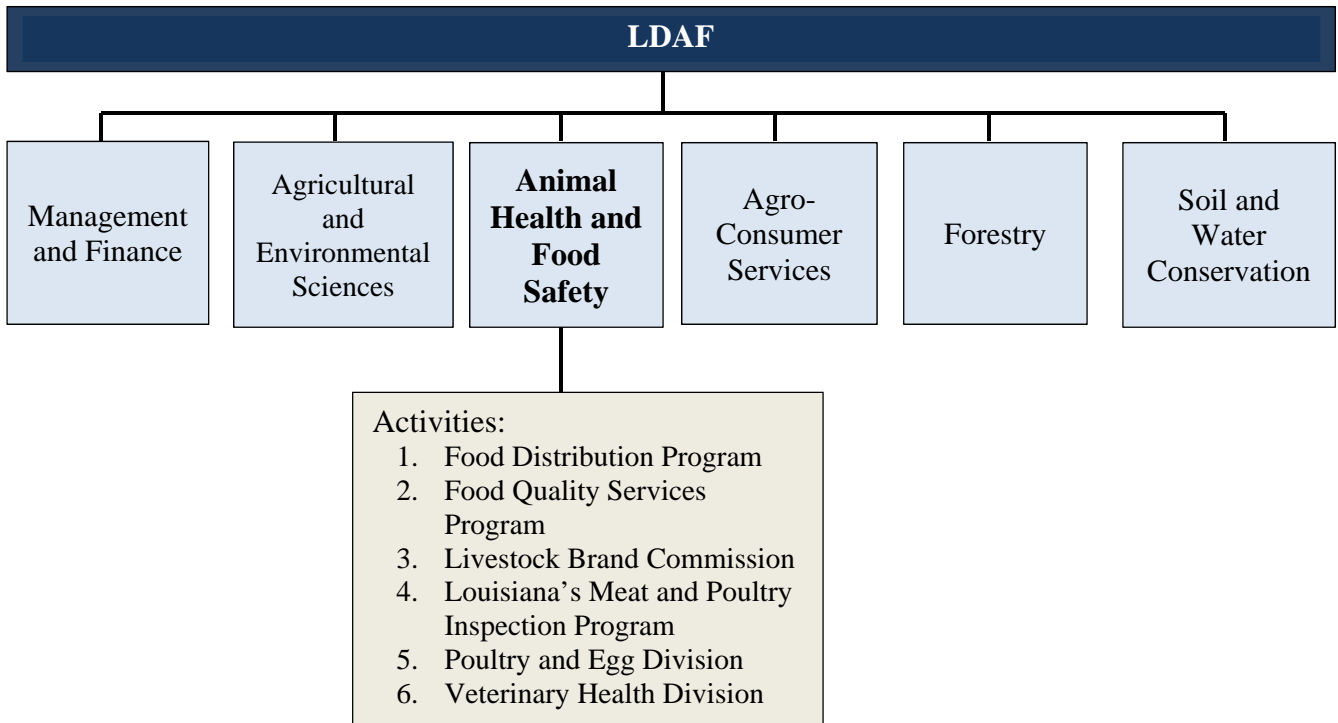 LDAF
Management
and Finance
Agricultural
and
Environmental
Sciences
Animal
Health and
Food
Safety
Agro-
Consumer
Services
Forestry
Soil and
Water
Conservation
Activities:
1. Food Distribution Program
2. Food Quality Services
Program
3. Livestock Brand Commission
4. Louisiana’s Meat and Poultry
Inspection Program
5. Poultry and Egg Division
6. Veterinary Health Division